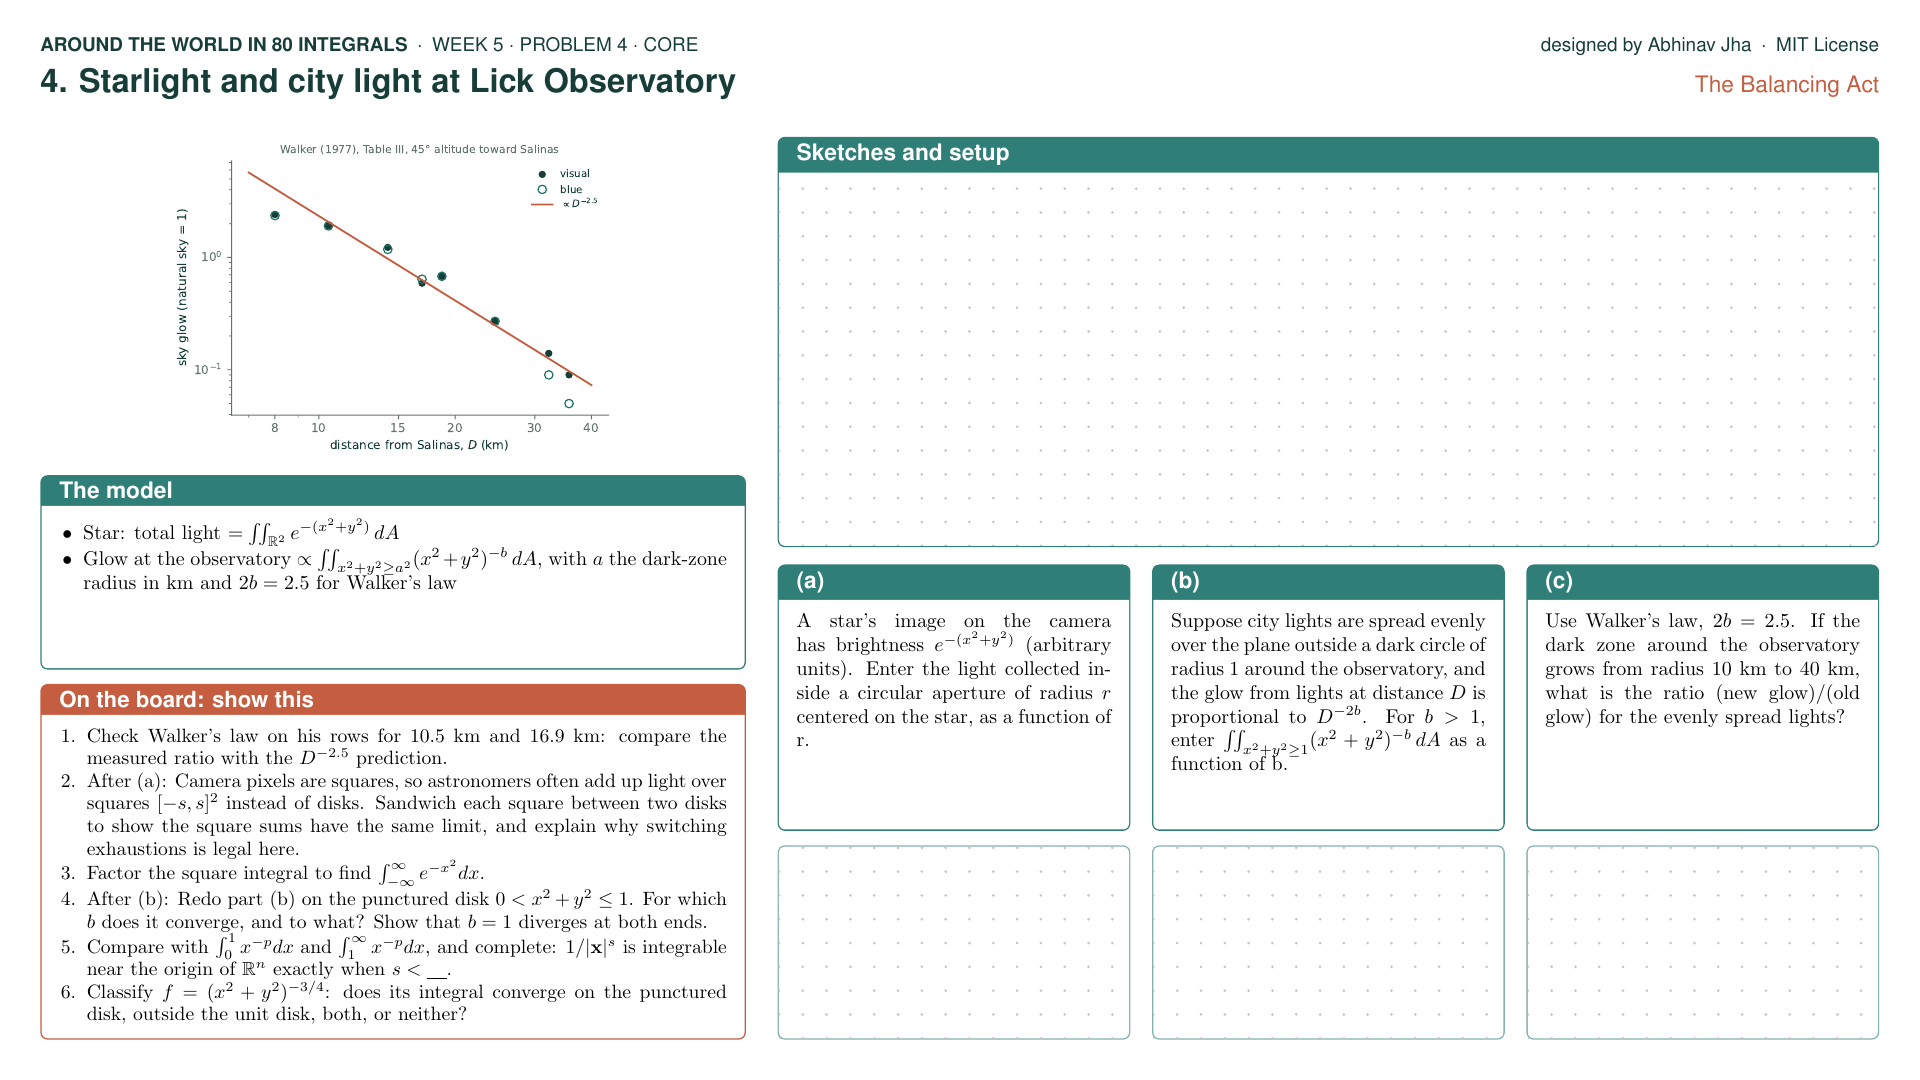 AROUND THE WORLD IN 80 INTEGRALS · WEEK 5 · PROBLEM 4 · CORE
designed by Abhinav Jha · MIT License
4. Starlight and city light at Lick Observatory
The Balancing Act
Walker (1977), Table III, 45° altitude toward Salinas
visual
blue
∝ D^{−2.5}
sky glow (natural sky = 1)
10^0
10^{−1}
8 10 15 20 30 40
distance from Salinas, D (km)
The model
• Star: total light = ∬_{ℝ²} e^{−(x²+y²)} dA
• Glow at the observatory ∝ ∬_{x²+y²≥a²}(x²+y²)^{−b} dA, with a the dark-zone
radius in km and 2b = 2.5 for Walker's law
On the board: show this
1. Check Walker's law on his rows for 10.5 km and 16.9 km: compare the
measured ratio with the D^{−2.5} prediction.
2. After (a): Camera pixels are squares, so astronomers often add up light over
squares [−s, s]² instead of disks. Sandwich each square between two disks
to show the square sums have the same limit, and explain why switching
exhaustions is legal here.
3. Factor the square integral to find ∫_{−∞}^{∞} e^{−x²} dx.
4. After (b): Redo part (b) on the punctured disk 0 < x² + y² ≤ 1. For which
b does it converge, and to what? Show that b = 1 diverges at both ends.
5. Compare with ∫_0^1 x^{−p}dx and ∫_1^∞ x^{−p}dx, and complete: 1/|𝐱|^s is integrable
near the origin of ℝⁿ exactly when s < __.
6. Classify f = (x² + y²)^{−3/4}: does its integral converge on the punctured
disk, outside the unit disk, both, or neither?
Sketches and setup
(a)
A star's image on the camera
has brightness e^{−(x²+y²)} (arbitrary
units). Enter the light collected in-
side a circular aperture of radius r
centered on the star, as a function of
r.
(b)
Suppose city lights are spread evenly
over the plane outside a dark circle of
radius 1 around the observatory, and
the glow from lights at distance D is
proportional to D^{−2b}. For b > 1,
enter ∬_{x²+y²≥1}(x² + y²)^{−b} dA as a
function of b.
(c)
Use Walker's law, 2b = 2.5. If the
dark zone around the observatory
grows from radius 10 km to 40 km,
what is the ratio (new glow)/(old
glow) for the evenly spread lights?